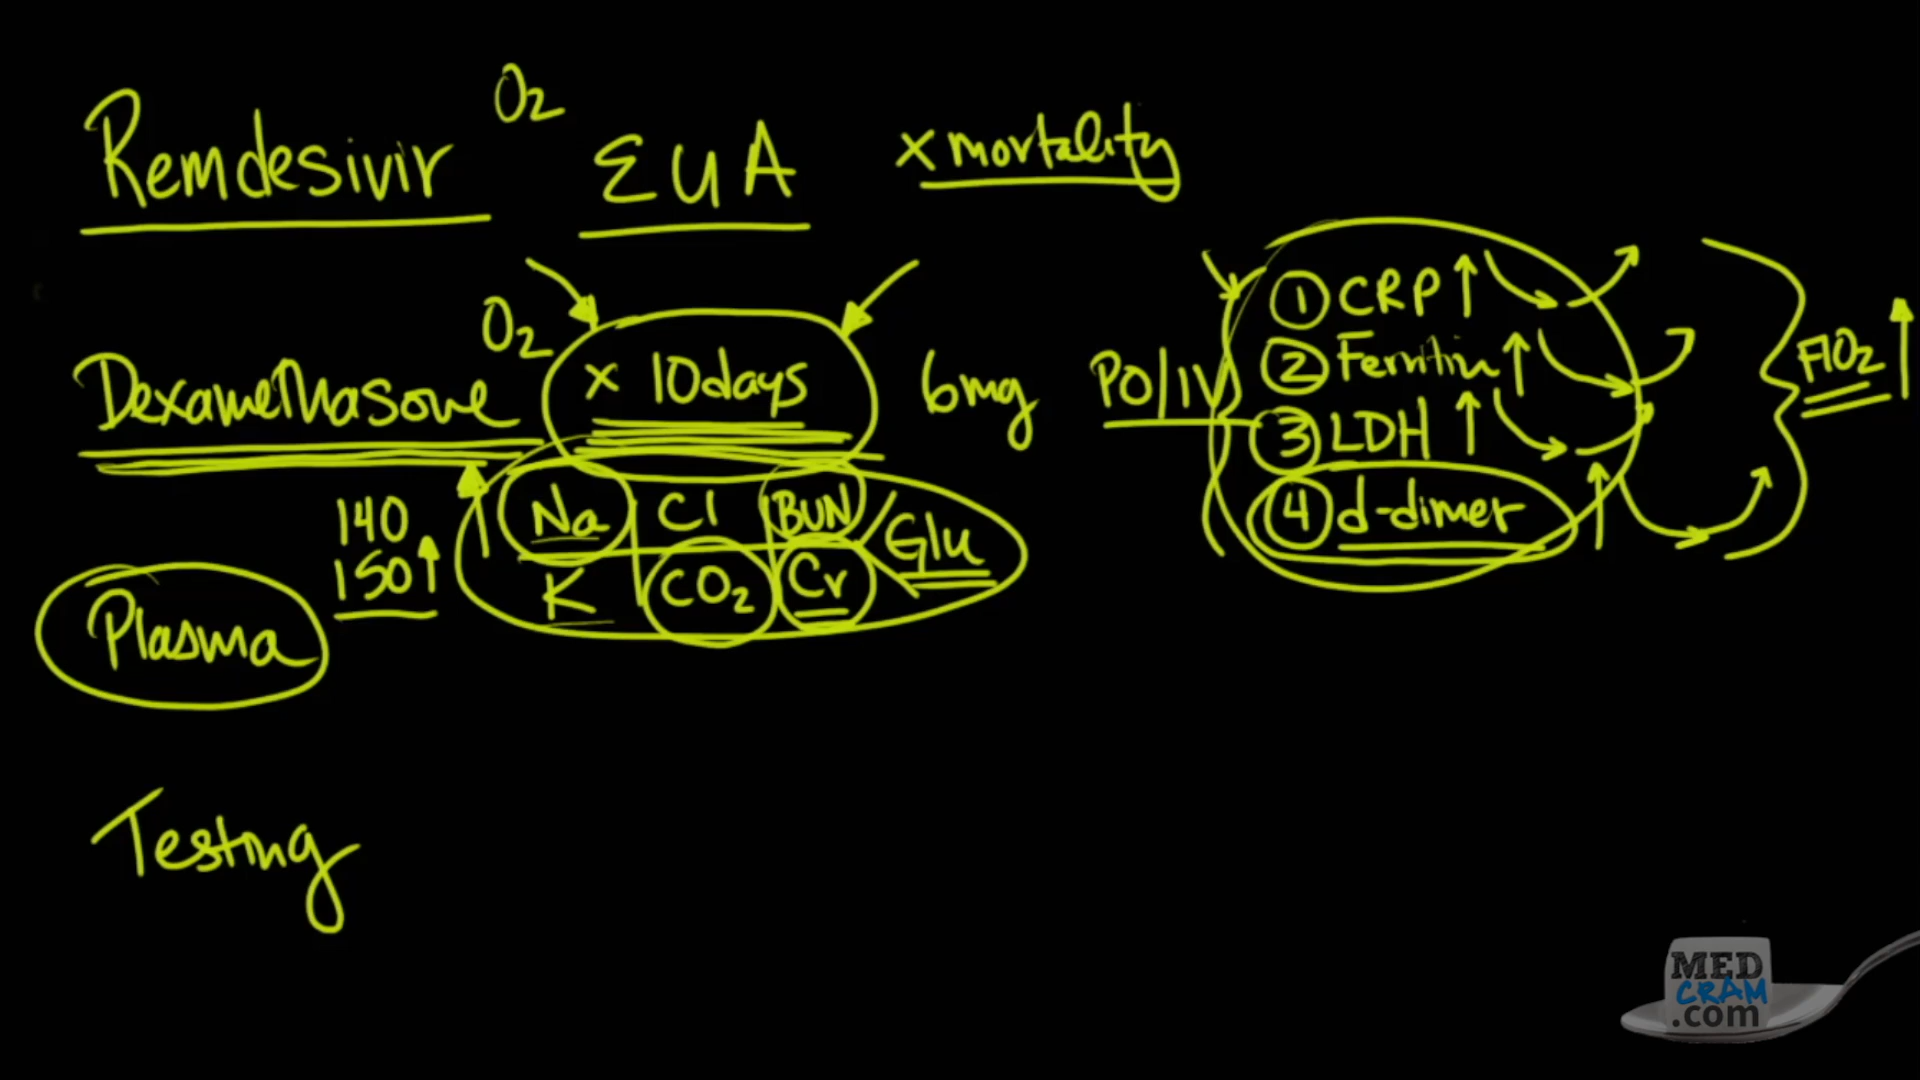 Remdesivir O2 EUA x mortality
Dexamethasone O2 x 10days 6mg PO/IV
① CRP ↑
② Ferritin ↑
③ LDH ↑
④ d-dimer ↑
FIO2 ↑
140
150 ↑
Na Cl BUN Glu
K CO2 Cr
Plasma
Testing
MED
CRAM
.com